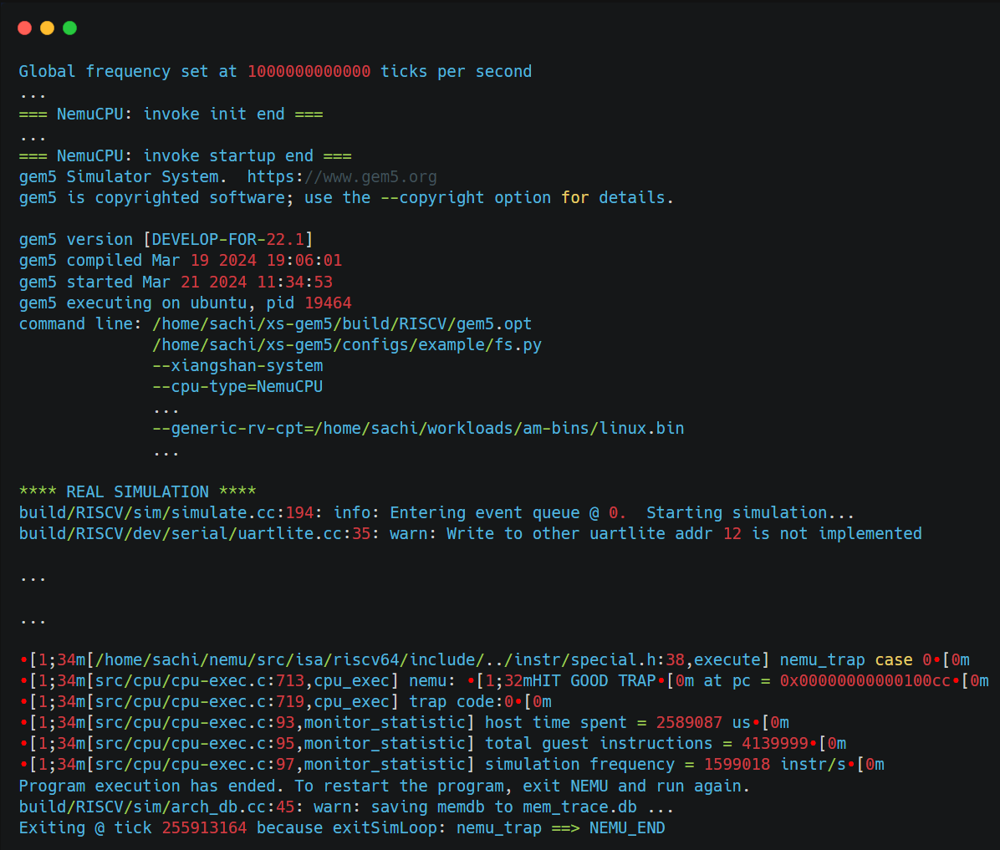 Global frequency set at 1000000000000 ticks per second
...
=== NemuCPU: invoke init end ===
...
=== NemuCPU: invoke startup end ===
gem5 Simulator System.  https://www.gem5.org
gem5 is copyrighted software; use the --copyright option for details.
gem5 version [DEVELOP-FOR-22.1]
gem5 compiled Mar 19 2024 19:06:01
gem5 started Mar 21 2024 11:34:53
gem5 executing on ubuntu, pid 19464
command line: /home/sachi/xs-gem5/build/RISCV/gem5.opt
/home/sachi/xs-gem5/configs/example/fs.py
--xiangshan-system
--cpu-type=NemuCPU
...
--generic-rv-cpt=/home/sachi/workloads/am-bins/linux.bin
...
**** REAL SIMULATION ****
build/RISCV/sim/simulate.cc:194: info: Entering event queue @ 0.  Starting simulation...
build/RISCV/dev/serial/uartlite.cc:35: warn: Write to other uartlite addr 12 is not implemented
...
...
•[1;34m[/home/sachi/nemu/src/isa/riscv64/include/../instr/special.h:38,execute] nemu_trap case 0•[0m
•[1;34m[src/cpu/cpu-exec.c:713,cpu_exec] nemu: •[1;32mHIT GOOD TRAP•[0m at pc = 0x00000000000100cc•[0m
•[1;34m[src/cpu/cpu-exec.c:719,cpu_exec] trap code:0•[0m
•[1;34m[src/cpu/cpu-exec.c:93,monitor_statistic] host time spent = 2589087 us•[0m
•[1;34m[src/cpu/cpu-exec.c:95,monitor_statistic] total guest instructions = 4139999•[0m
•[1;34m[src/cpu/cpu-exec.c:97,monitor_statistic] simulation frequency = 1599018 instr/s•[0m
Program execution has ended. To restart the program, exit NEMU and run again.
build/RISCV/sim/arch_db.cc:45: warn: saving memdb to mem_trace.db ...
Exiting @ tick 255913164 because exitSimLoop: nemu_trap ==> NEMU_END